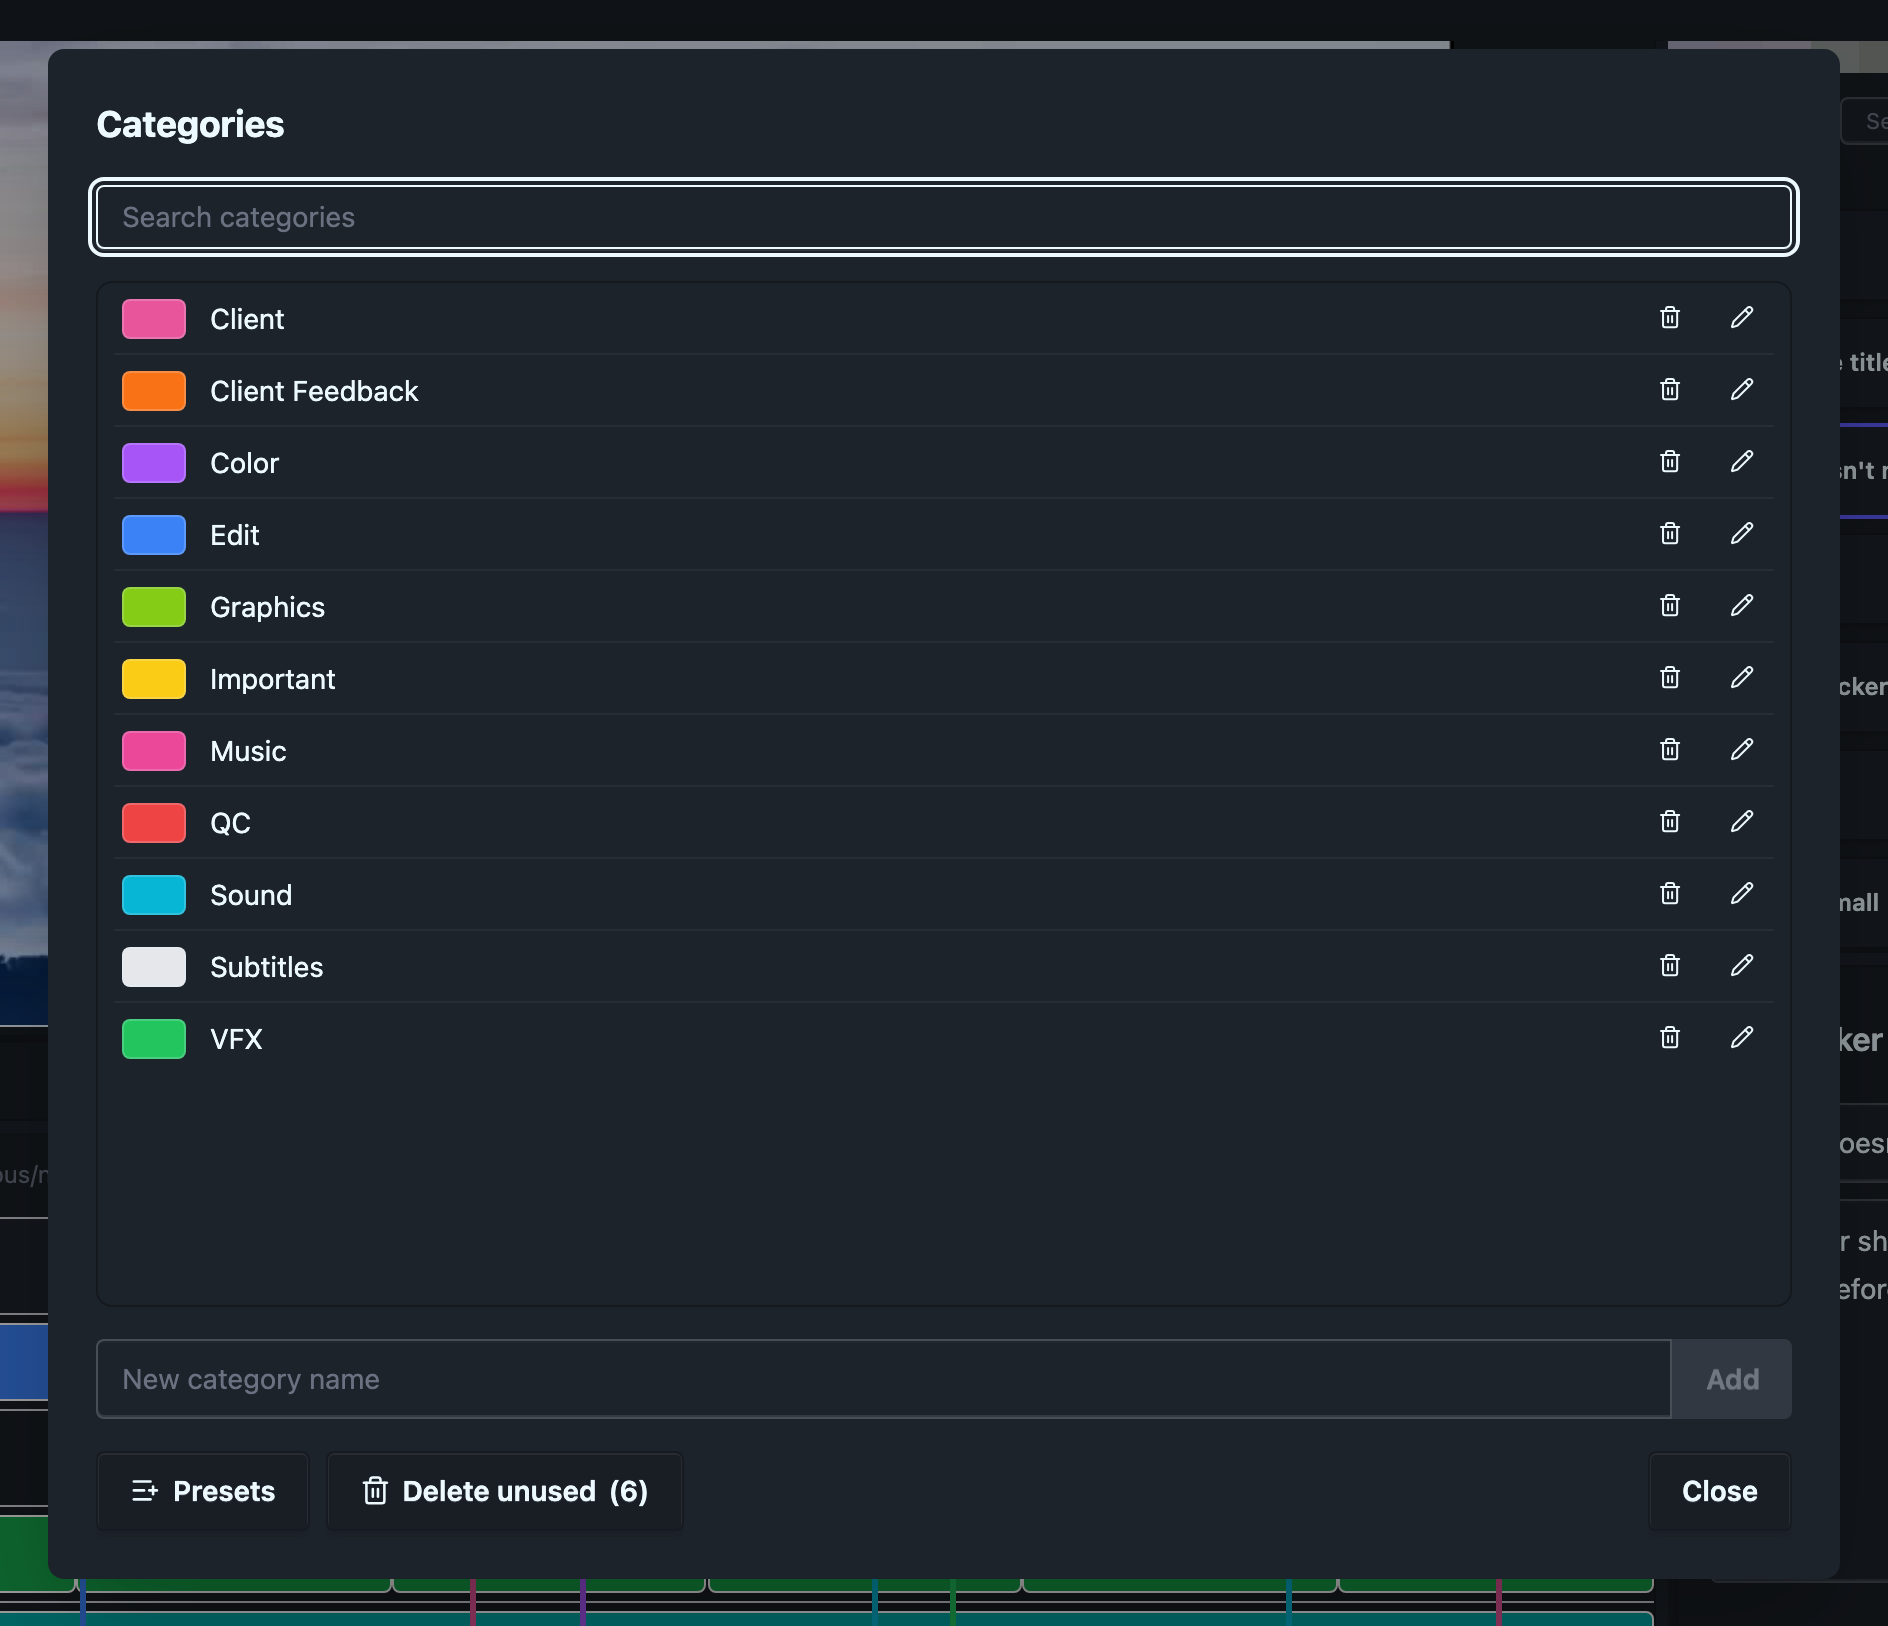 Categories
Search categories
Client
Client Feedback
Color
Edit
Graphics
Important
Music
QC
Sound
Subtitles
VFX
New category name
Add
Presets
Delete unused (6)
Close